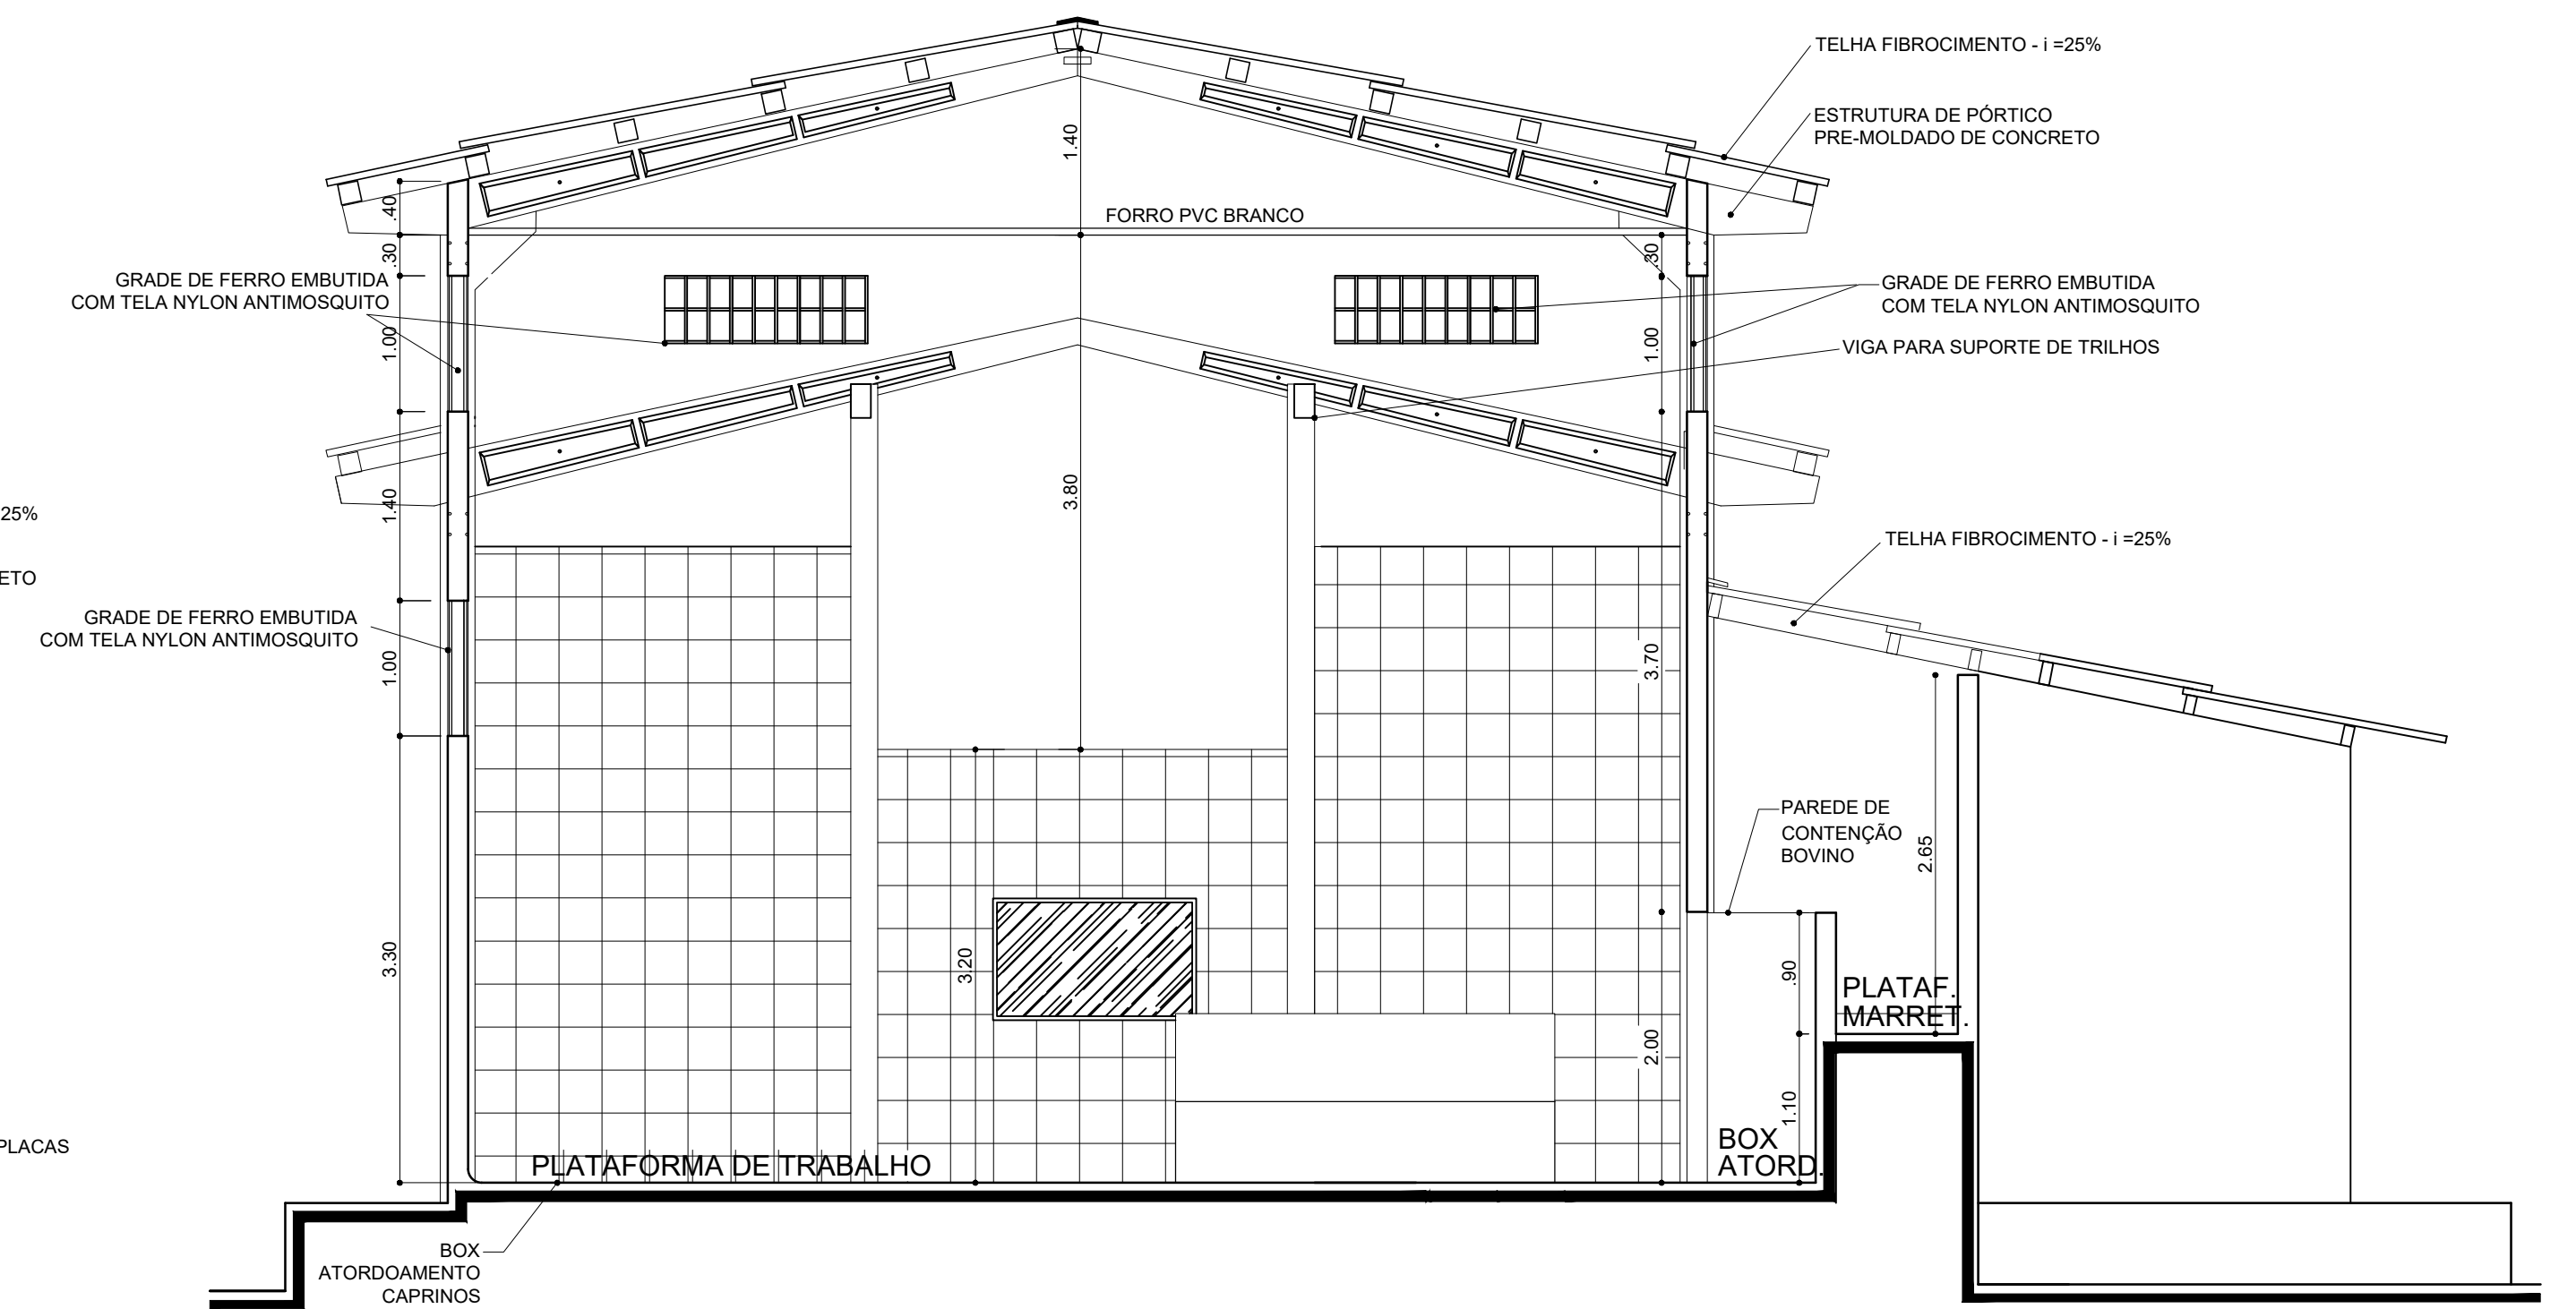 TELHA FIBROCIMENTO - i =25%
ESTRUTURA DE PÓRTICO
PRE-MOLDADO DE CONCRETO
1.40
.40
FORRO PVC BRANCO
.30
.30
GRADE DE FERRO EMBUTIDA
COM TELA NYLON ANTIMOSQUITO
GRADE DE FERRO EMBUTIDA
COM TELA NYLON ANTIMOSQUITO
1.00
1.00
VIGA PARA SUPORTE DE TRILHOS
3.80
1.40
25%
TELHA FIBROCIMENTO - i =25%
ETO
GRADE DE FERRO EMBUTIDA
COM TELA NYLON ANTIMOSQUITO
1.00
3.70
PAREDE DE
CONTENÇÃO
BOVINO
2.65
3.30
3.20
.90
PLATAF.
MARRET.
2.00
1.10
PLACAS
BOX
ATORD.
PLATAFORMA DE TRABALHO
BOX
ATORDOAMENTO
CAPRINOS